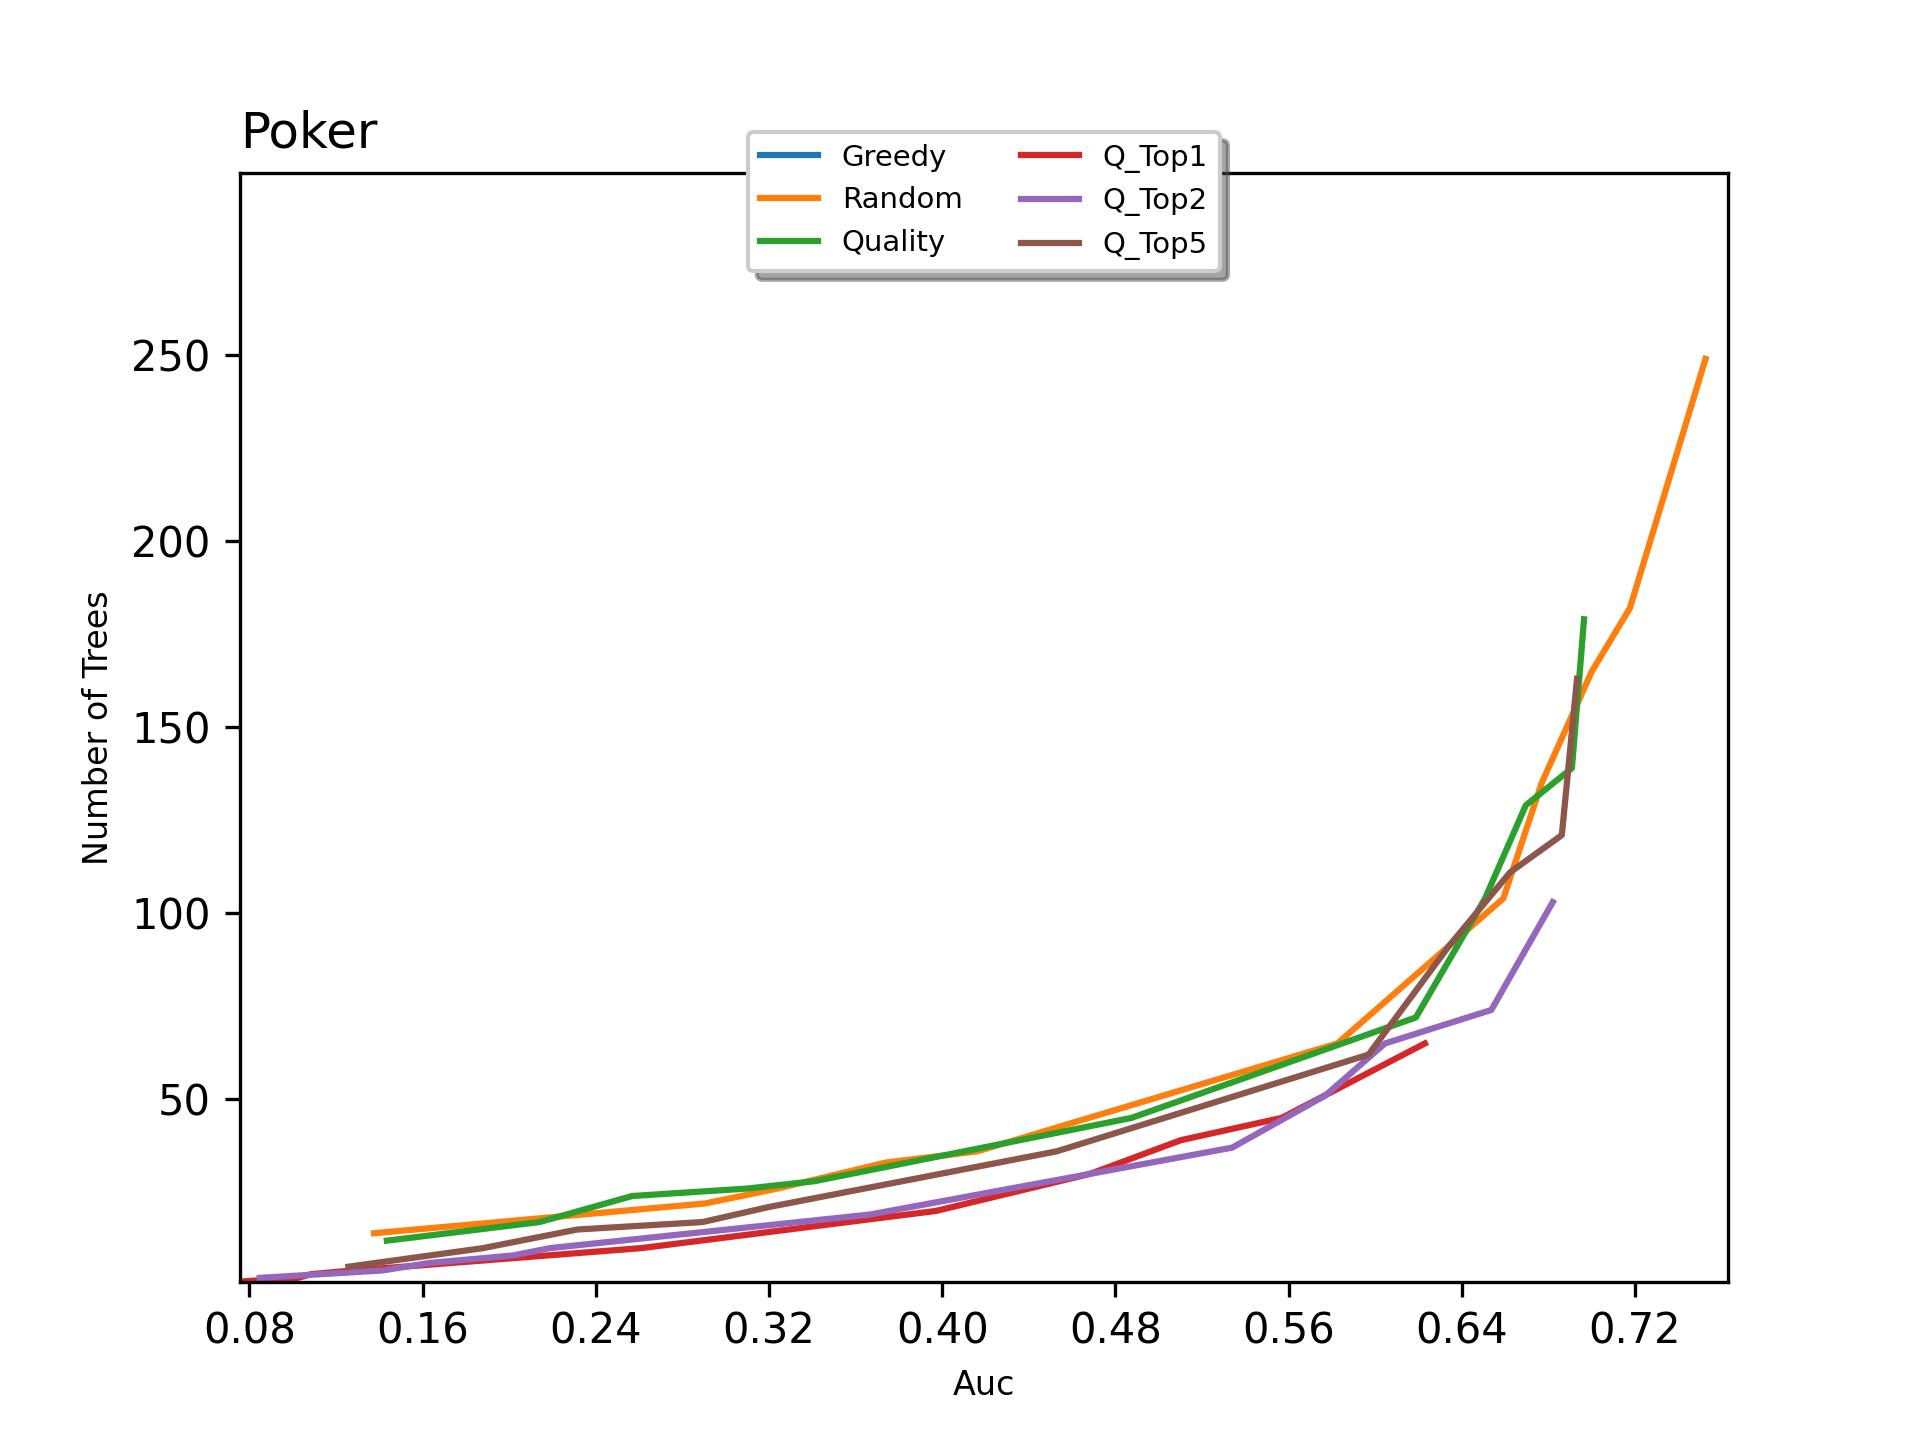 Poker
Greedy
Random
Quality
Q_Top1
Q_Top2
Q_Top5
250
200
150
100
50
Number of Trees
0.08 0.16 0.24 0.32 0.40 0.48 0.56 0.64 0.72
Auc